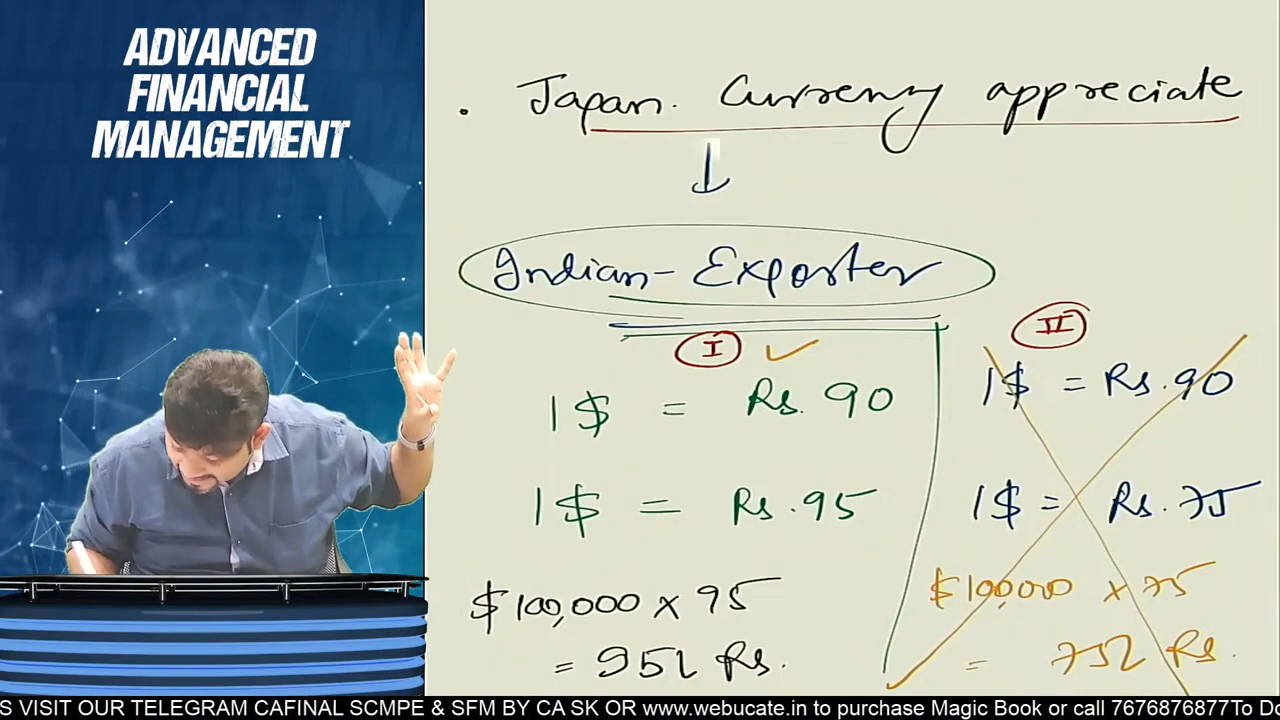 ADVANCED
FINANCIAL
MANAGEMENT
. Japan. Currency appreciate
↓
Indian - Exporter
I ✓
1$ = Rs. 90
1$ = Rs. 95
$100,000 x 95
= 95L Rs.
II
1$ = Rs. 90
1$ = Rs. 75
$100,000 x 75
= 75L Rs.
S VISIT OUR TELEGRAM CAFINAL SCMPE & SFM BY CA SK OR www.webucate.in to purchase Magic Book or call 7676876877To Do